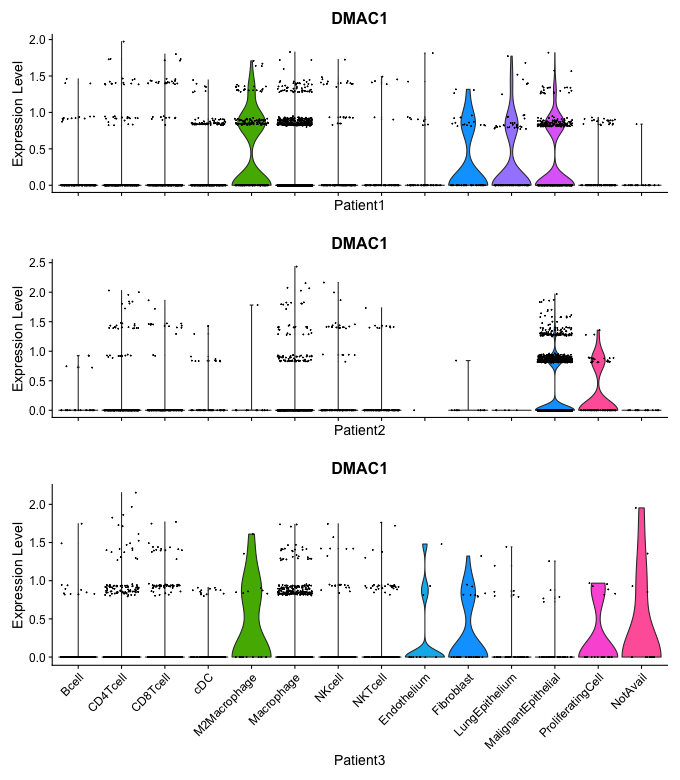 DMAC1
Expression Level
2.0
1.5
1.0
0.5
0.0
Patient1
DMAC1
Expression Level
2.5
2.0
1.5
1.0
0.5
0.0
Patient2
DMAC1
Expression Level
2.0
1.5
1.0
0.5
0.0
Bcell
CD4Tcell
CD8Tcell
cDC
M2Macrophage
Macrophage
NKcell
NKTcell
Endothelium
Fibroblast
LungEpithelium
MalignantEpithelial
ProliferatingCell
NotAvail
Patient3